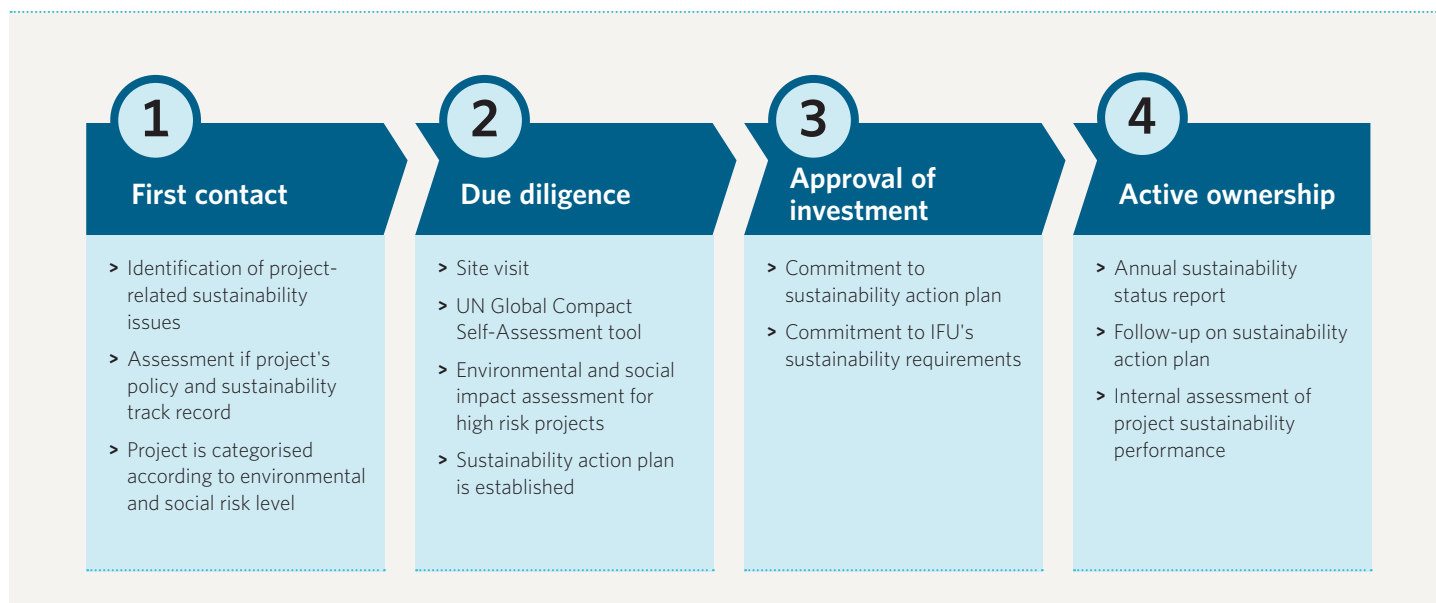 1
First contact
> Identification of project-
related sustainability
issues
> Assessment if project's
policy and sustainability
track record
> Project is categorised
according to environmental
and social risk level
2
Due diligence
> Site visit
> UN Global Compact
Self-Assessment tool
> Environmental and social
impact assessment for
high risk projects
> Sustainability action plan
is established
3
Approval of
investment
> Commitment to
sustainability action plan
> Commitment to IFU's
sustainability requirements
4
Active ownership
> Annual sustainability
status report
> Follow-up on sustainability
action plan
> Internal assessment of
project sustainability
performance